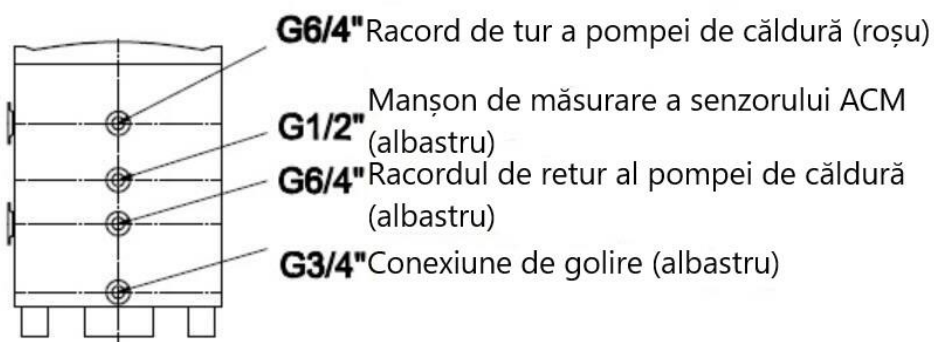 G6/4" Racord de tur a pompei de căldură (roșu)
G1/2" Manșon de măsurare a senzorului ACM
(albastru)
G6/4" Racordul de retur al pompei de căldură
(albastru)
G3/4" Conexiune de golire (albastru)